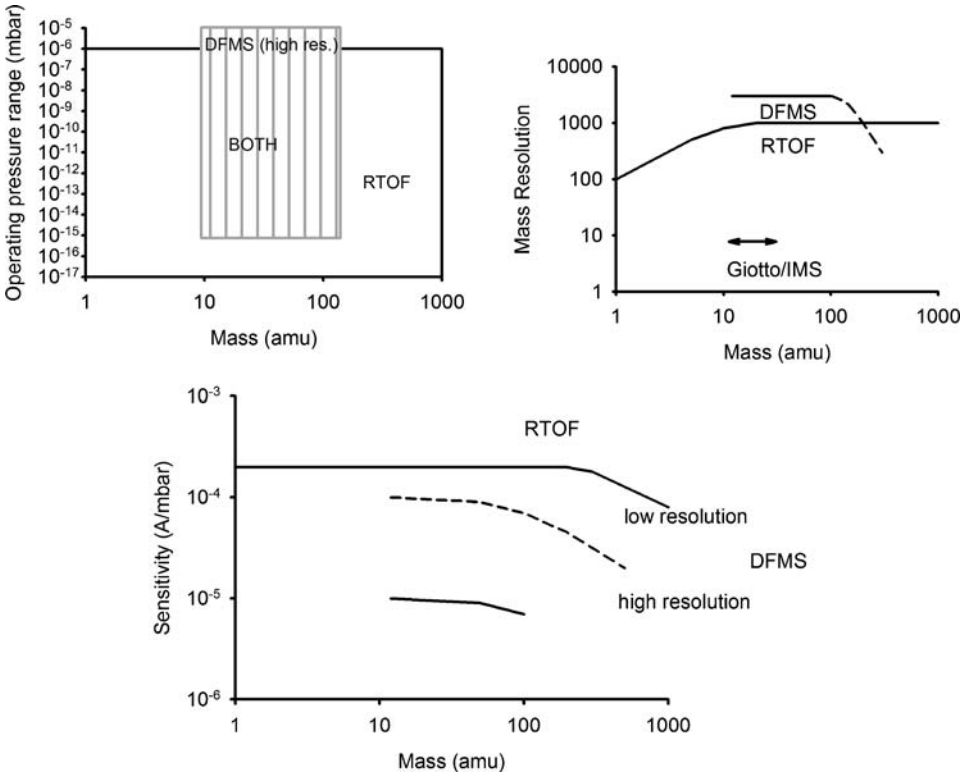 Operating pressure range (mbar)
10⁻⁵
10⁻⁶
10⁻⁷
10⁻⁸
10⁻⁹
10⁻¹⁰
10⁻¹¹
10⁻¹²
10⁻¹³
10⁻¹⁴
10⁻¹⁵
10⁻¹⁶
10⁻¹⁷
DFMS (high res.)
BOTH
RTOF
1 10 100 1000
Mass (amu)
Mass Resolution
10000
1000
100
10
1
DFMS
RTOF
Giotto/IMS
1 10 100 1000
Mass (amu)
Sensitivity (A/mbar)
10⁻³
10⁻⁴
10⁻⁵
10⁻⁶
RTOF
low resolution
DFMS
high resolution
1 10 100 1000
Mass (amu)